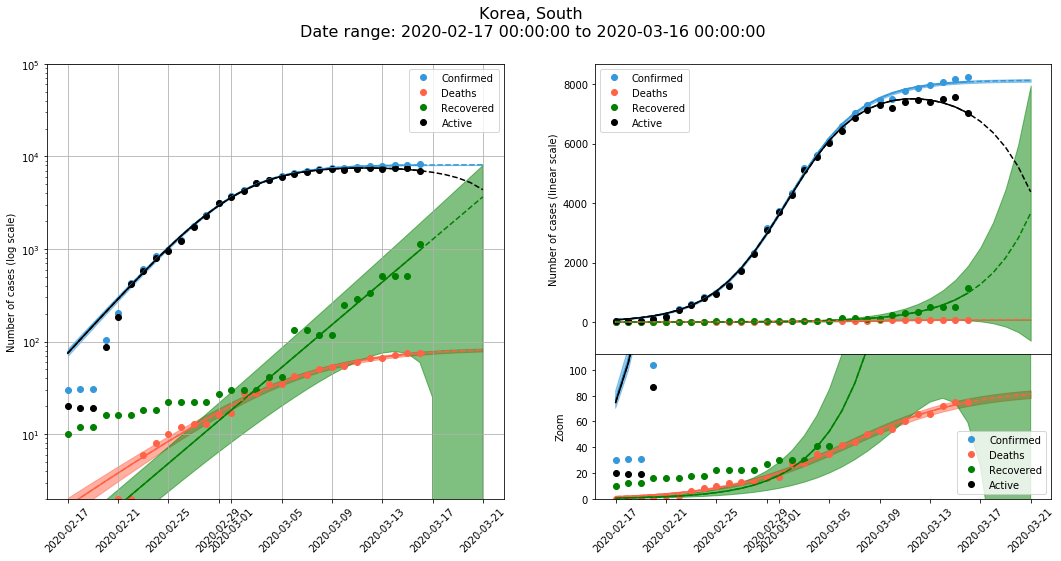 Korea, South
Date range: 2020-02-17 00:00:00 to 2020-03-16 00:00:00
Number of cases (log scale)
10^5
10^4
10^3
10^2
10^1
Confirmed
Deaths
Recovered
Active
2020-02-17
2020-02-21
2020-02-25
2020-02-29
2020-03-01
2020-03-05
2020-03-09
2020-03-13
2020-03-17
2020-03-21
Number of cases (linear scale)
8000
6000
4000
2000
0
Confirmed
Deaths
Recovered
Active
Zoom
100
80
60
40
20
0
Confirmed
Deaths
Recovered
Active
2020-02-17
2020-02-21
2020-02-25
2020-02-29
2020-03-01
2020-03-05
2020-03-09
2020-03-13
2020-03-17
2020-03-21